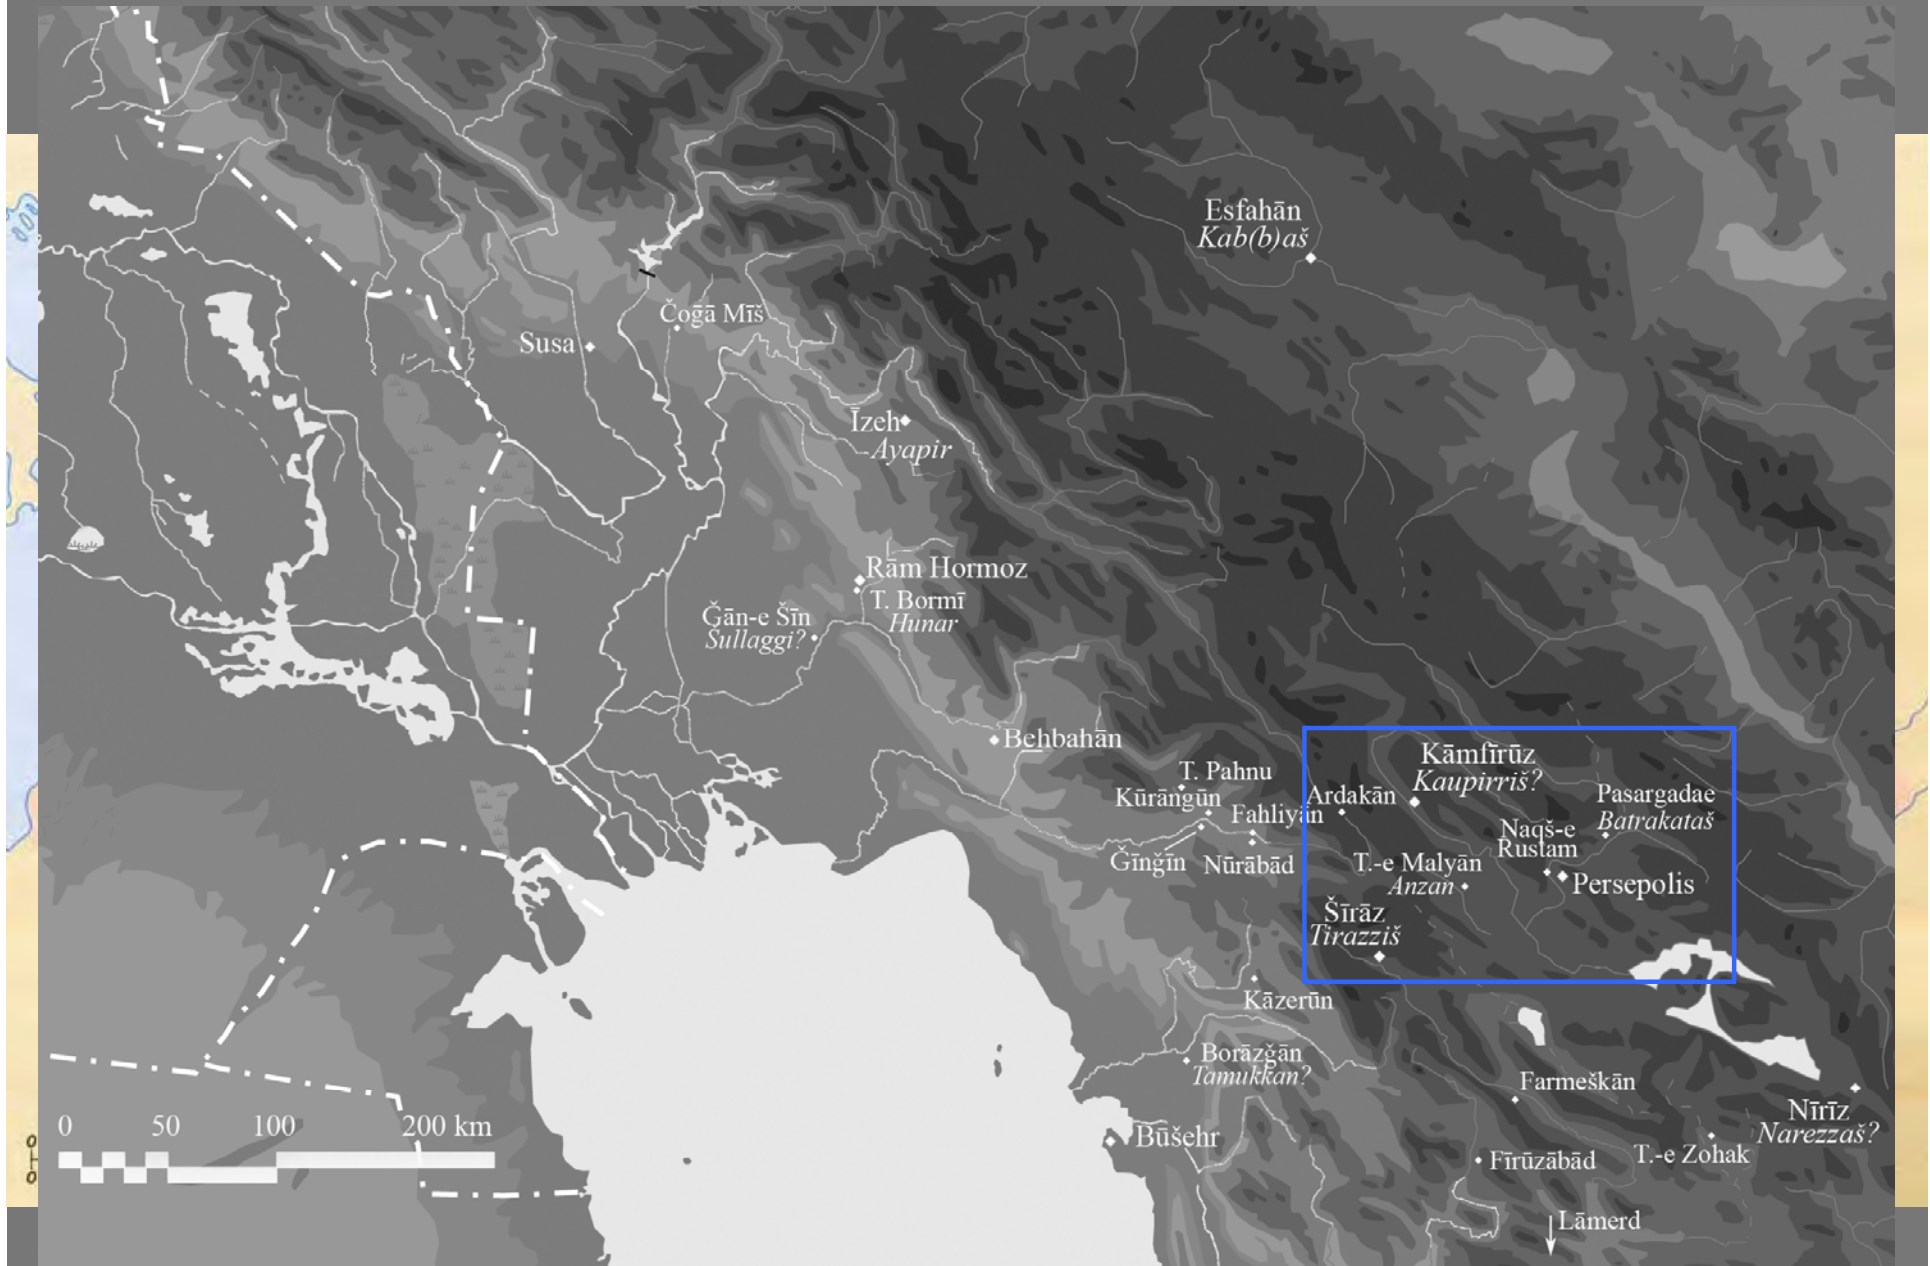 Esfahān
Kab(b)aš
Čoġā Mīš
Susa
Īzeh
Ayapir
Rām Hormoz
T. Bormī
Hunar
Ǧān-e Šīn
Šullaggi?
Behbahān
T. Pahnu
Kūrāngūn
Fahliyān
Ǧīnǧīn
Nūrābād
Ardakān
Kāmfīrūz
Kaupirriš?
Pasargadae
Batrakataš
Naqš-e
Rustam
Persepolis
T.-e Malyān
Anzan
Šīrāz
Tirazziš
Kāzerūn
Borāzǧān
Tamukkan?
Būšehr
Farmeškān
Nīrīz
Narezzaš?
T.-e Zohak
Fīrūzābād
Lāmerd
0 50 100 200 km